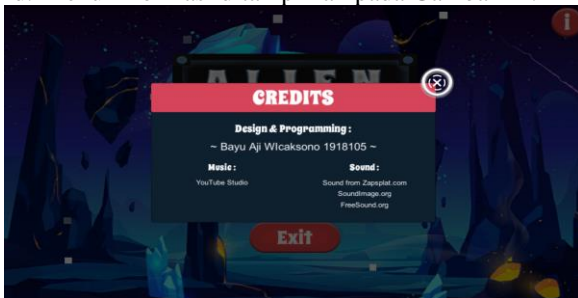 ALIEN
CREDITS
Design & Programming :
~ Bayu Aji WIcaksono 1918105 ~
Music :
YouTube Studio
Sound :
Sound from Zapsplat.com
SoundImage.org
FreeSound.org
Exit